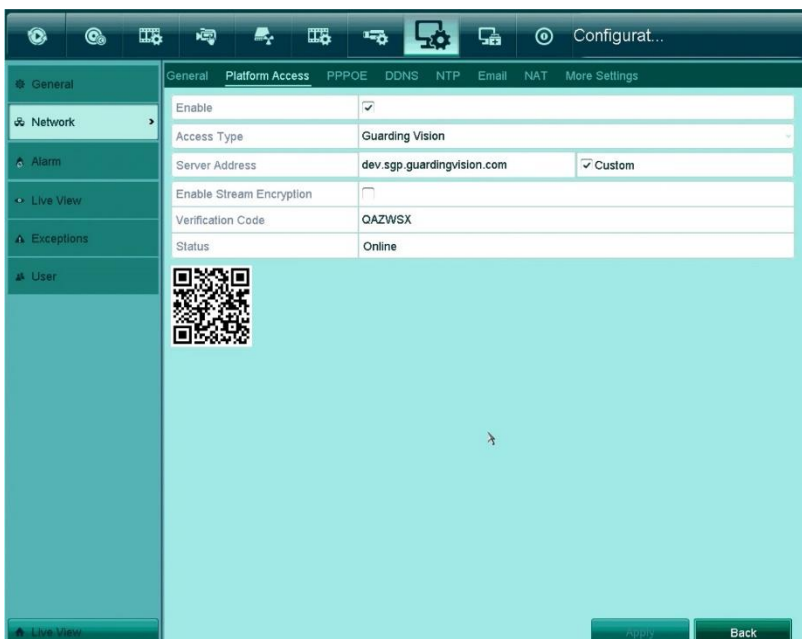 Configurat...
General Platform Access PPPOE DDNS NTP Email NAT More Settings
General
Network
Alarm
Live View
Exceptions
User
Enable
Access Type Guarding Vision
Server Address dev.sgp.guardingvision.com Custom
Enable Stream Encryption
Verification Code QAZWSX
Status Online
Live View
Apply Back